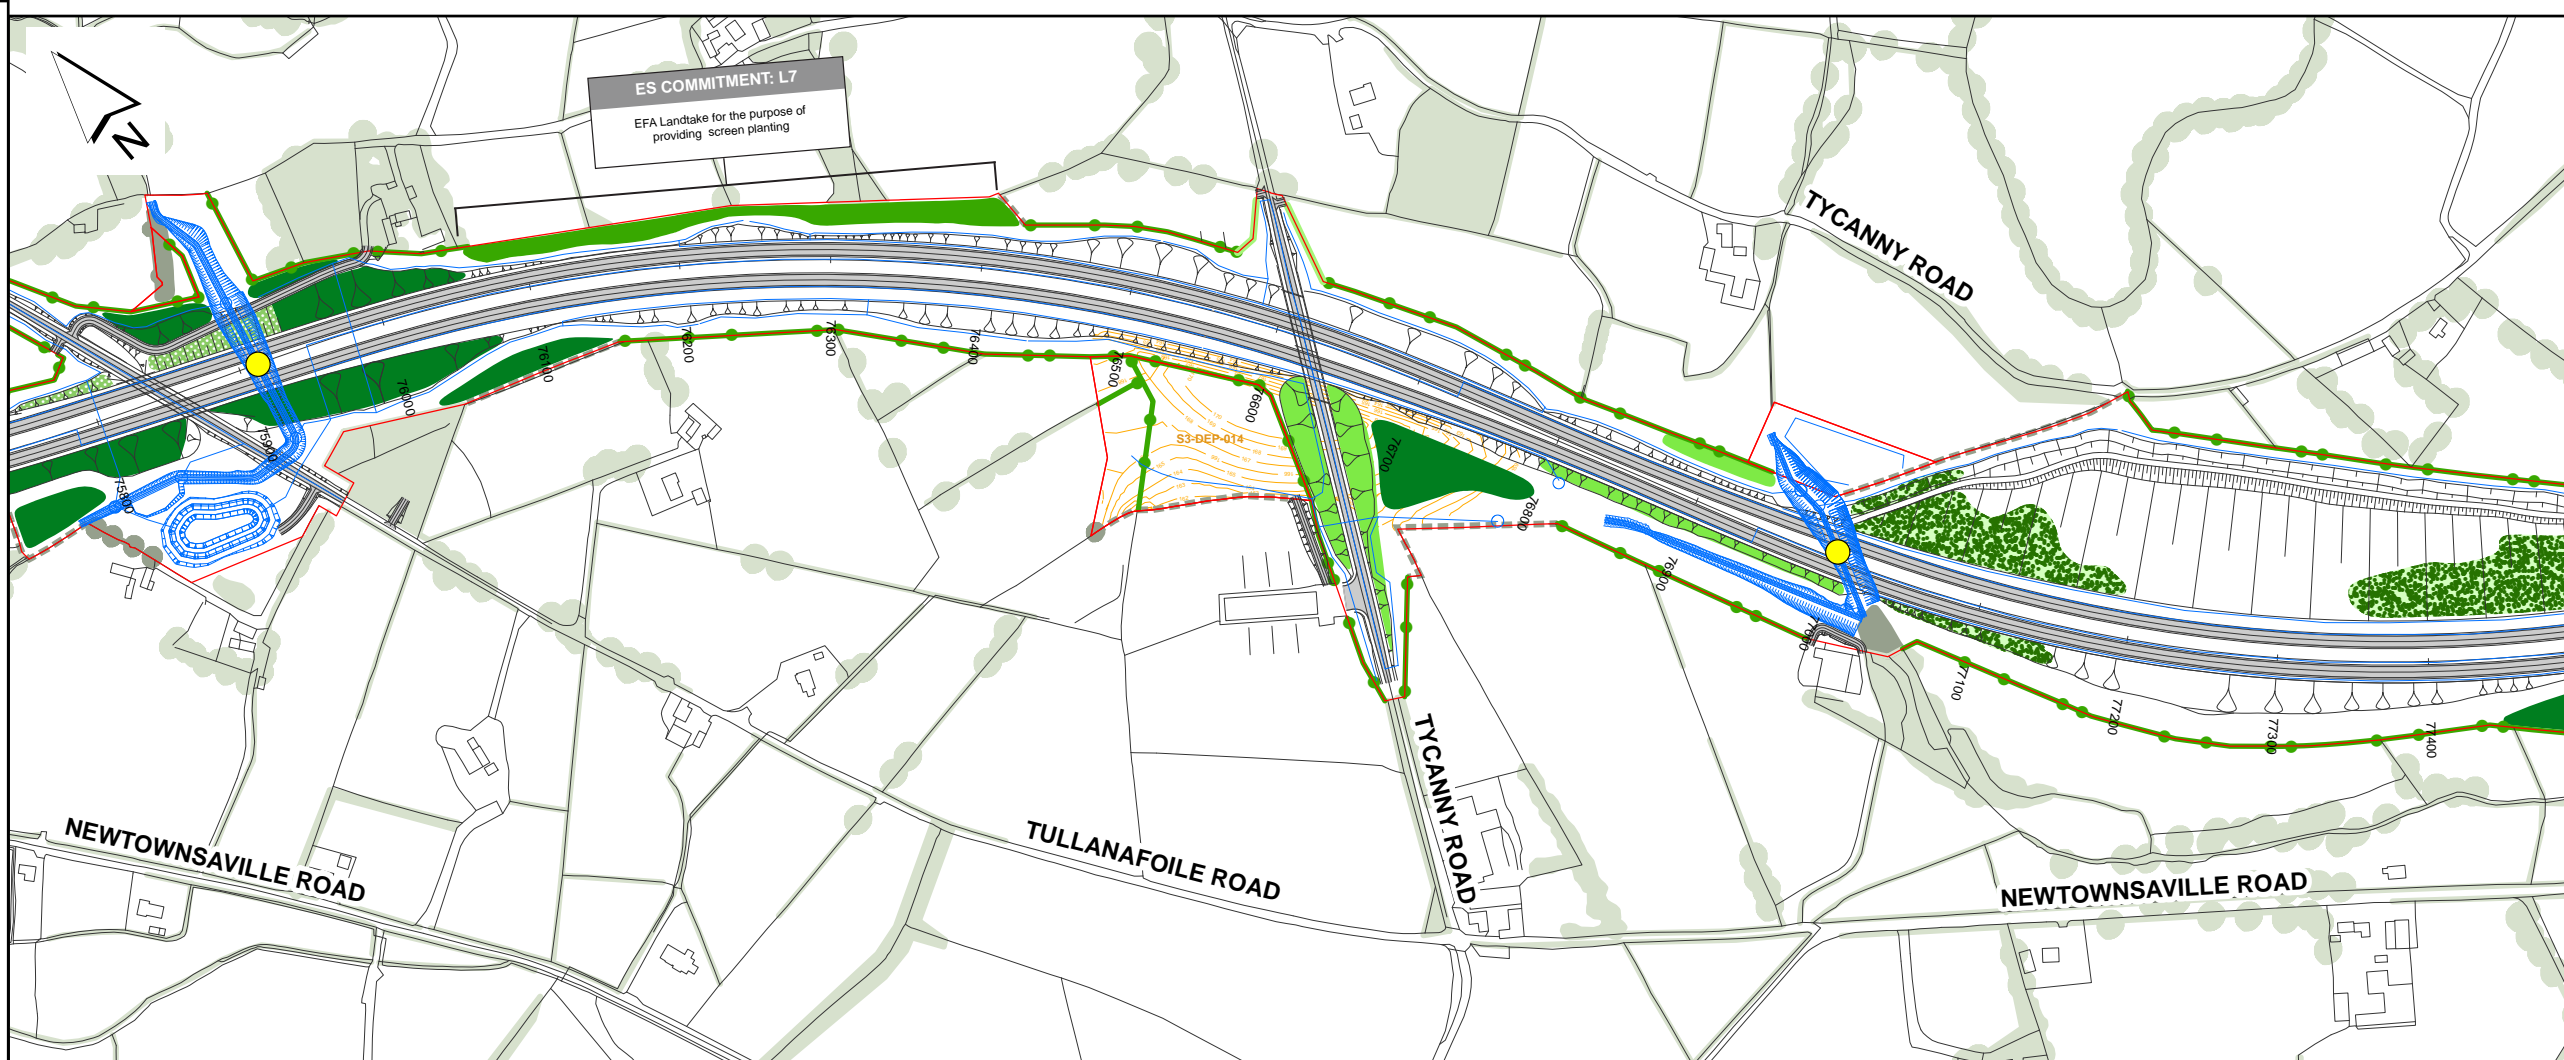 ES COMMITMENT: L7
EFA Landtake for the purpose of
providing screen planting
N
TYCANNY ROAD
75800
75900
76000
76100
76200
76300
76400
76500
76600
76700
76800
76900
77000
77100
77200
77300
77400
S3-DEP-014
TYCANNY ROAD
NEWTOWNSAVILLE ROAD
TULLANAFOILE ROAD
NEWTOWNSAVILLE ROAD